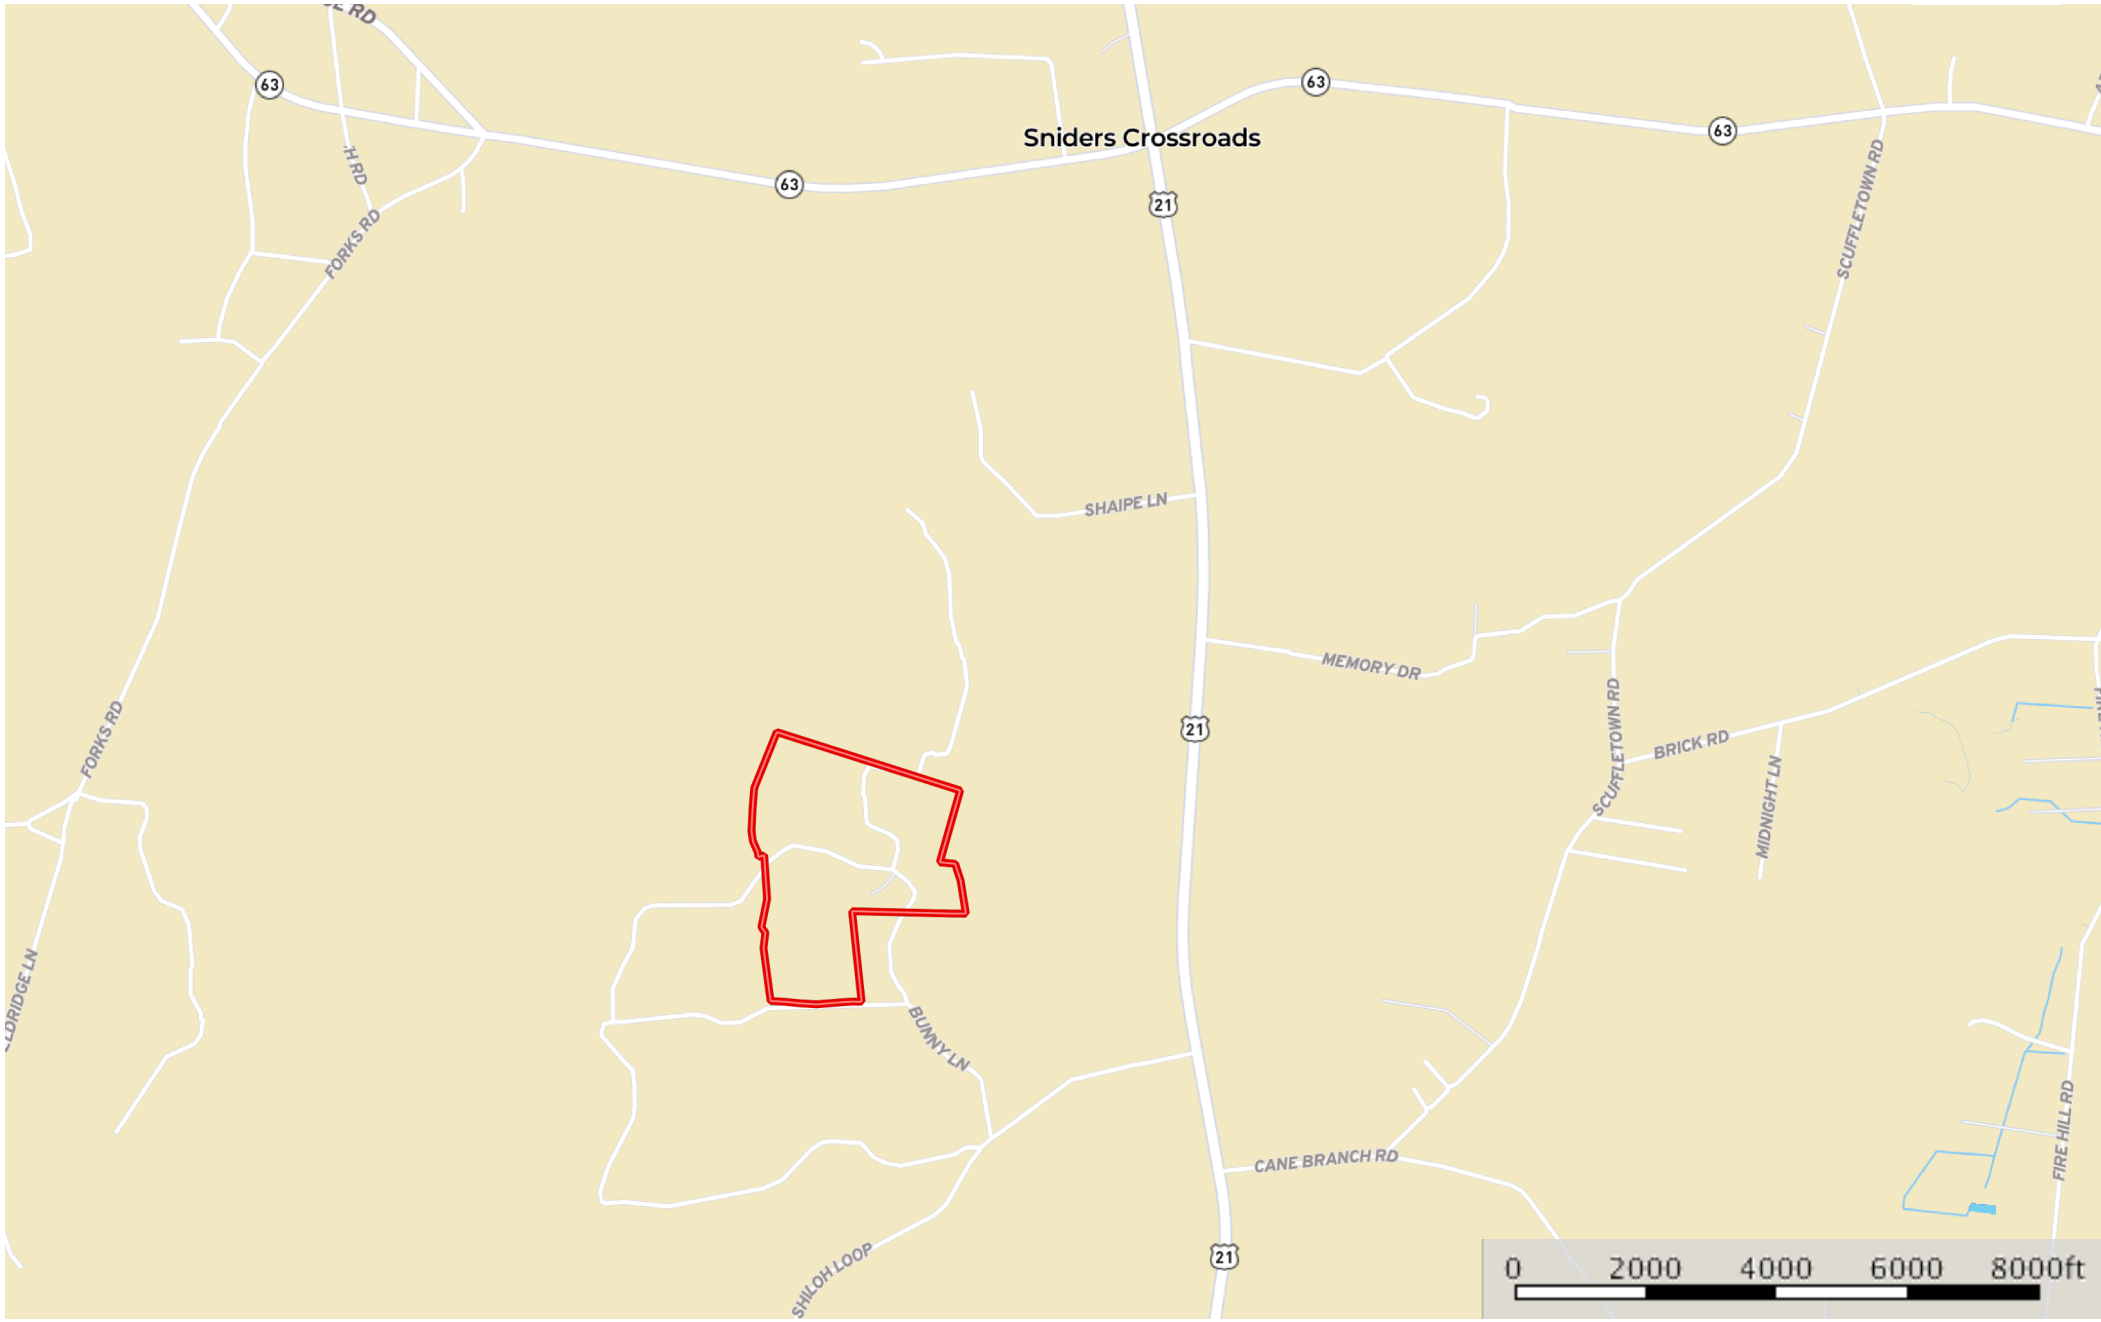 63
63
Sniders Crossroads
63
63
21
FORKS RD
SCUFFLETOWN RD
SHAIPE LN
MEMORY DR
SCUFFLETOWN RD
FORKS RD
21
BRICK RD
MIDNIGHT LN
BUNNY LN
FIRE HILL RD
CANE BRANCH RD
SHILOH LOOP
21
0 2000 4000 6000 8000ft